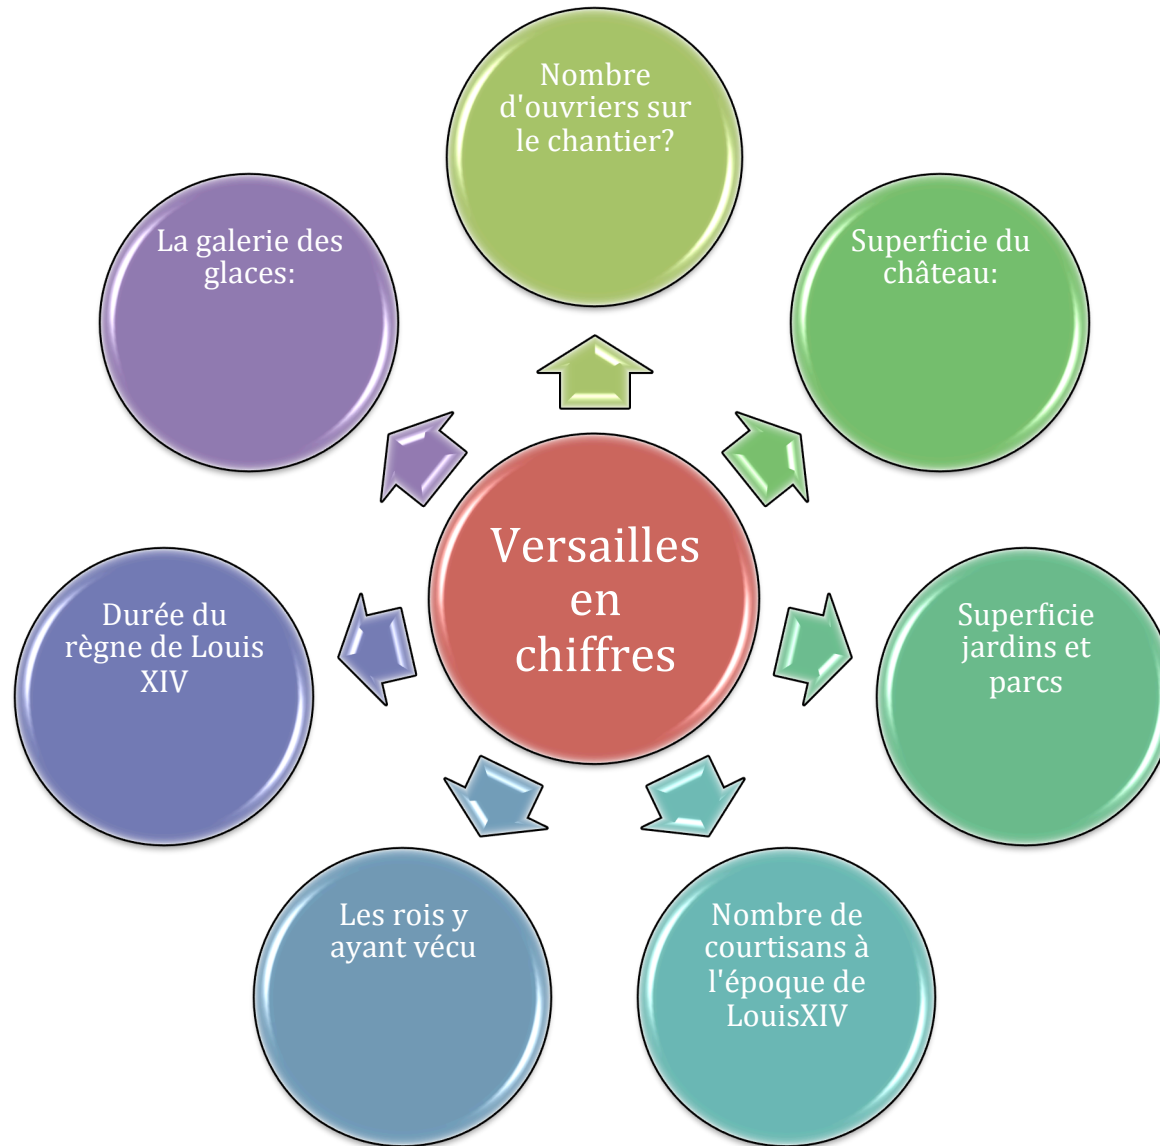 Nombre
d'ouvriers sur
le chantier?
La galerie des
glaces:
Superficie du
château:
Versailles
en
chiffres
Durée du
règne de Louis
XIV
Superficie
jardins et
parcs
Les rois y
ayant vécu
Nombre de
courtisans à
l'époque de
LouisXIV